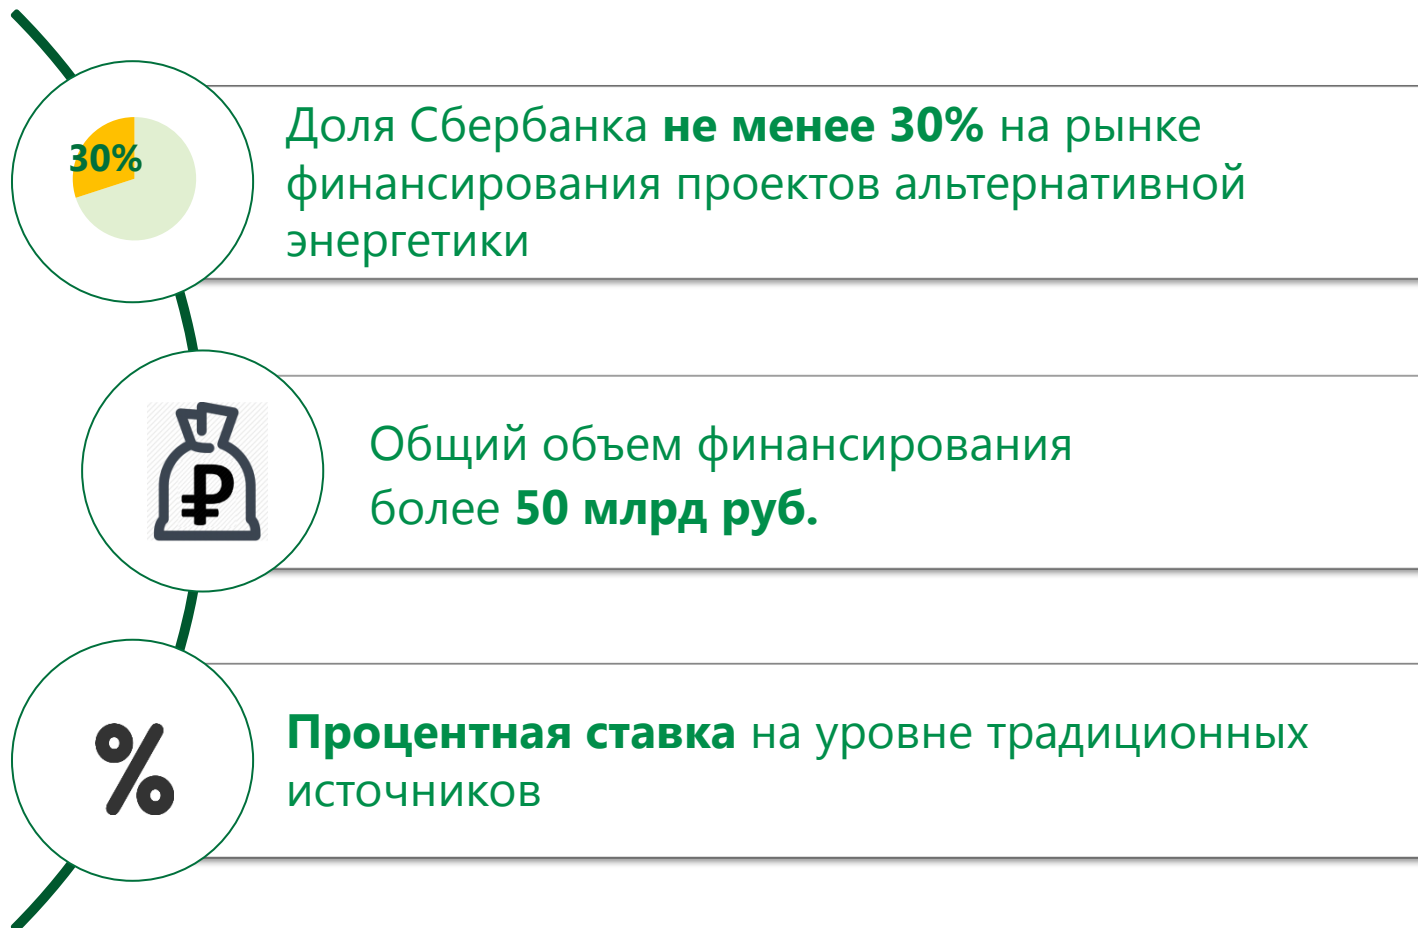 30%
Доля Сбербанка не менее 30% на рынке
финансирования проектов альтернативной
энергетики
₽
Общий объем финансирования
более 50 млрд руб.
%
Процентная ставка на уровне традиционных
источников